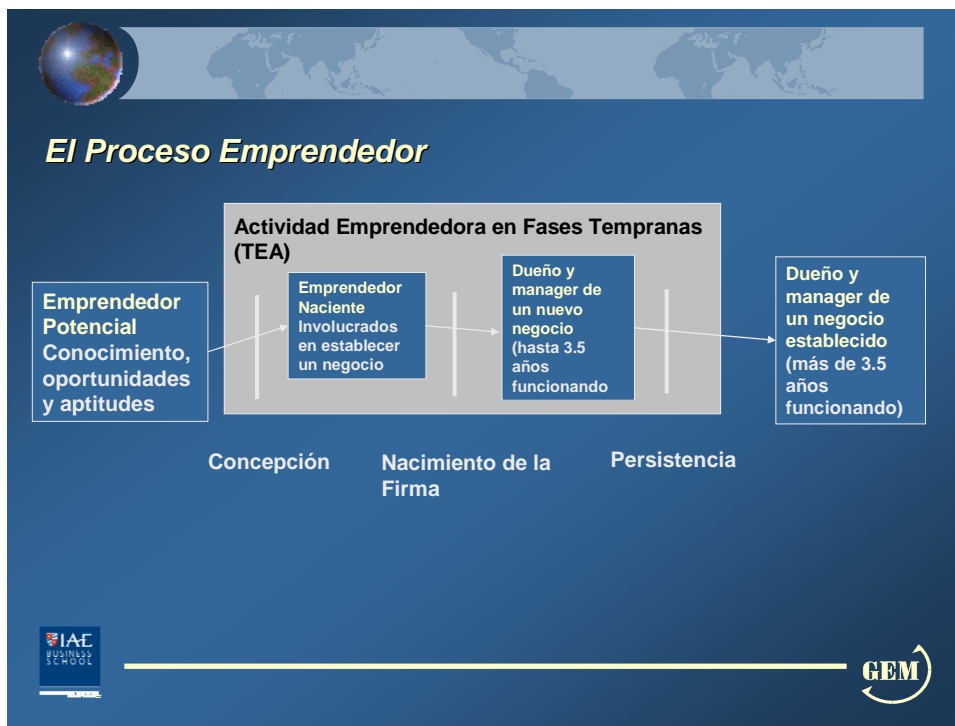 El Proceso Emprendedor
Actividad Emprendedora en Fases Tempranas
(TEA)
Emprendedor
Potencial
Conocimiento,
oportunidades
y aptitudes
Emprendedor
Naciente
Involucrados
en establecer
un negocio
Dueño y
manager de
un nuevo
negocio
(hasta 3.5
años
funcionando
Dueño y
manager de
un negocio
establecido
(más de 3.5
años
funcionando)
Concepción
Nacimiento de la
Firma
Persistencia
IAE
BUSINESS
SCHOOL
GEM